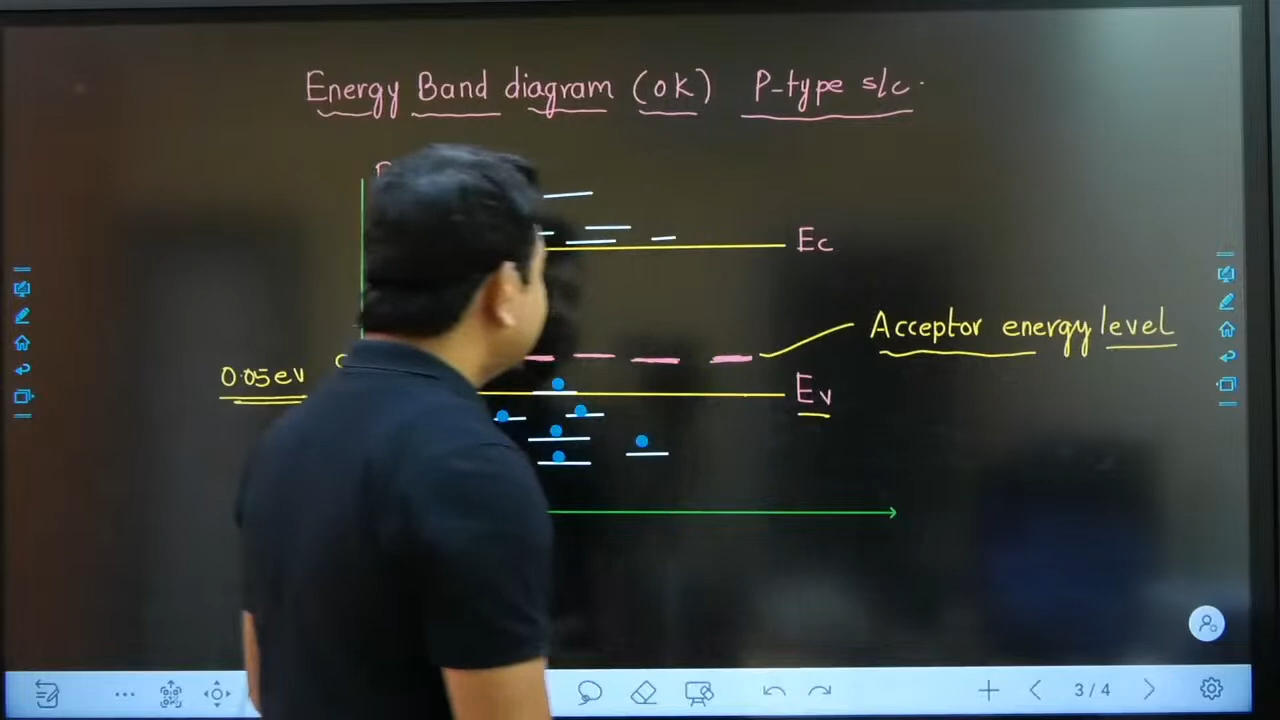 Energy Band diagram (0K) P-type s/c.
Ec
Acceptor energy level
0.05ev
Ev
3/4